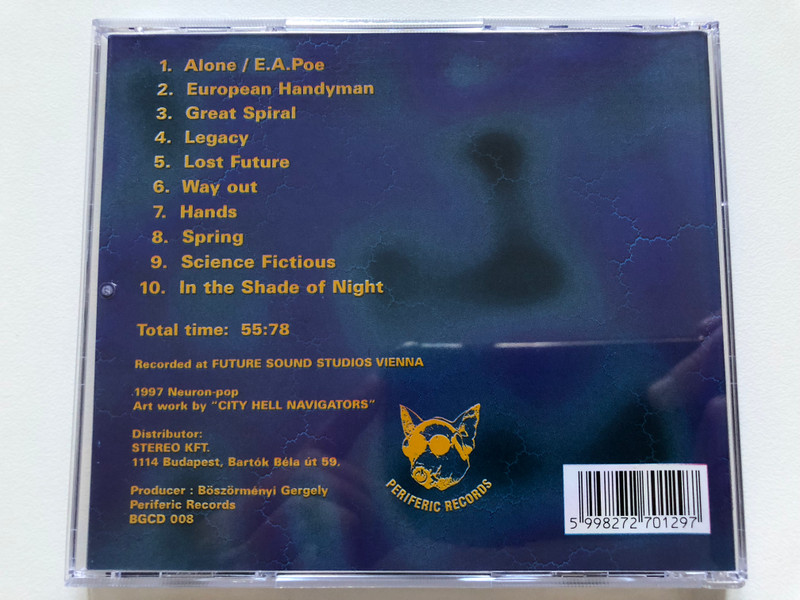 1. Alone / E.A.Poe
2. European Handyman
3. Great Spiral
4. Legacy
5. Lost Future
6. Way out
7. Hands
8. Spring
9. Science Fictious
10. In the Shade of Night
Total time: 55:78
Recorded at FUTURE SOUND STUDIOS VIENNA
1997 Neuron-pop
Art work by "CITY HELL NAVIGATORS"
Distributor:
STEREO KFT.
1114 Budapest, Bartók Béla út 59.
Producer : Böszörményi Gergely
Periferic Records
BGCD 008
PERIFERIC RECORDS
5 998272 701297